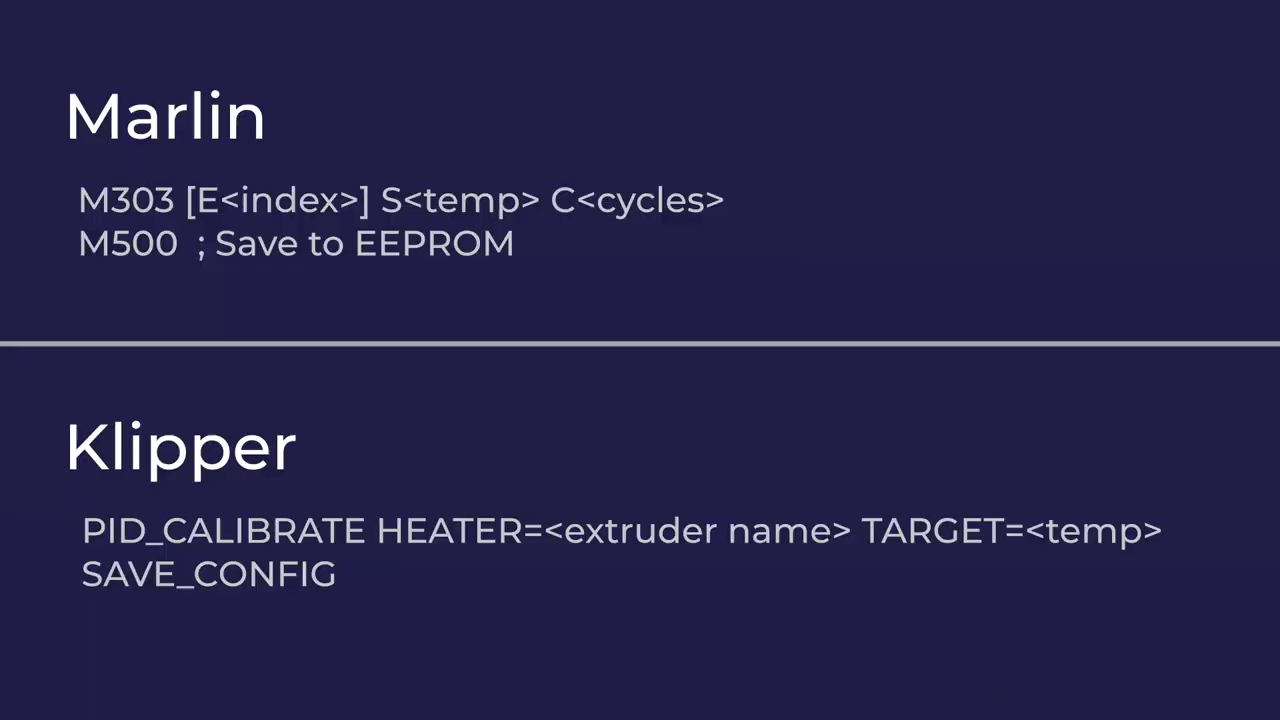 Marlin
M303 [E<index>] S<temp> C<cycles>
M500 ; Save to EEPROM
Klipper
PID_CALIBRATE HEATER=<extruder name> TARGET=<temp>
SAVE_CONFIG